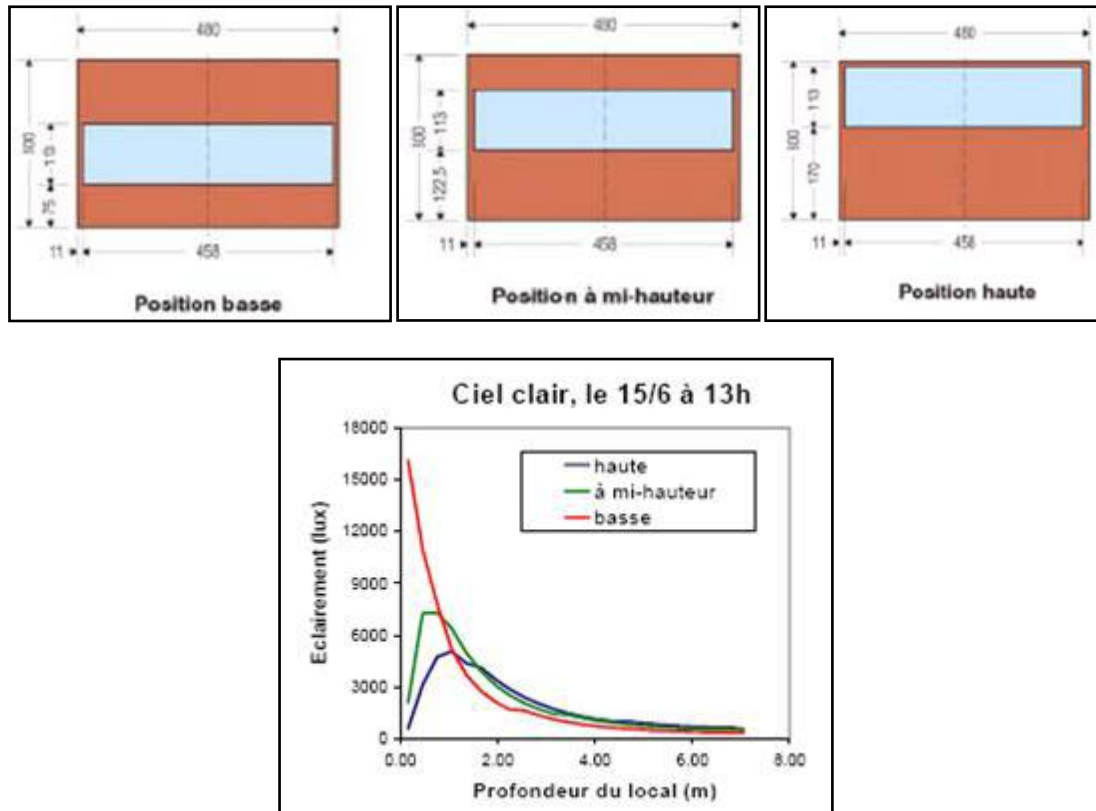 480
300
113
75
11
458
Position basse
480
300
113
122.5
11
458
Position à mi-hauteur
480
300
113
170
11
458
Position haute
Ciel clair, le 15/6 à 13h
18000
15000
12000
9000
6000
3000
0
haute
à mi-hauteur
basse
Eclairement (lux)
0.00 2.00 4.00 6.00 8.00
Profondeur du local (m)